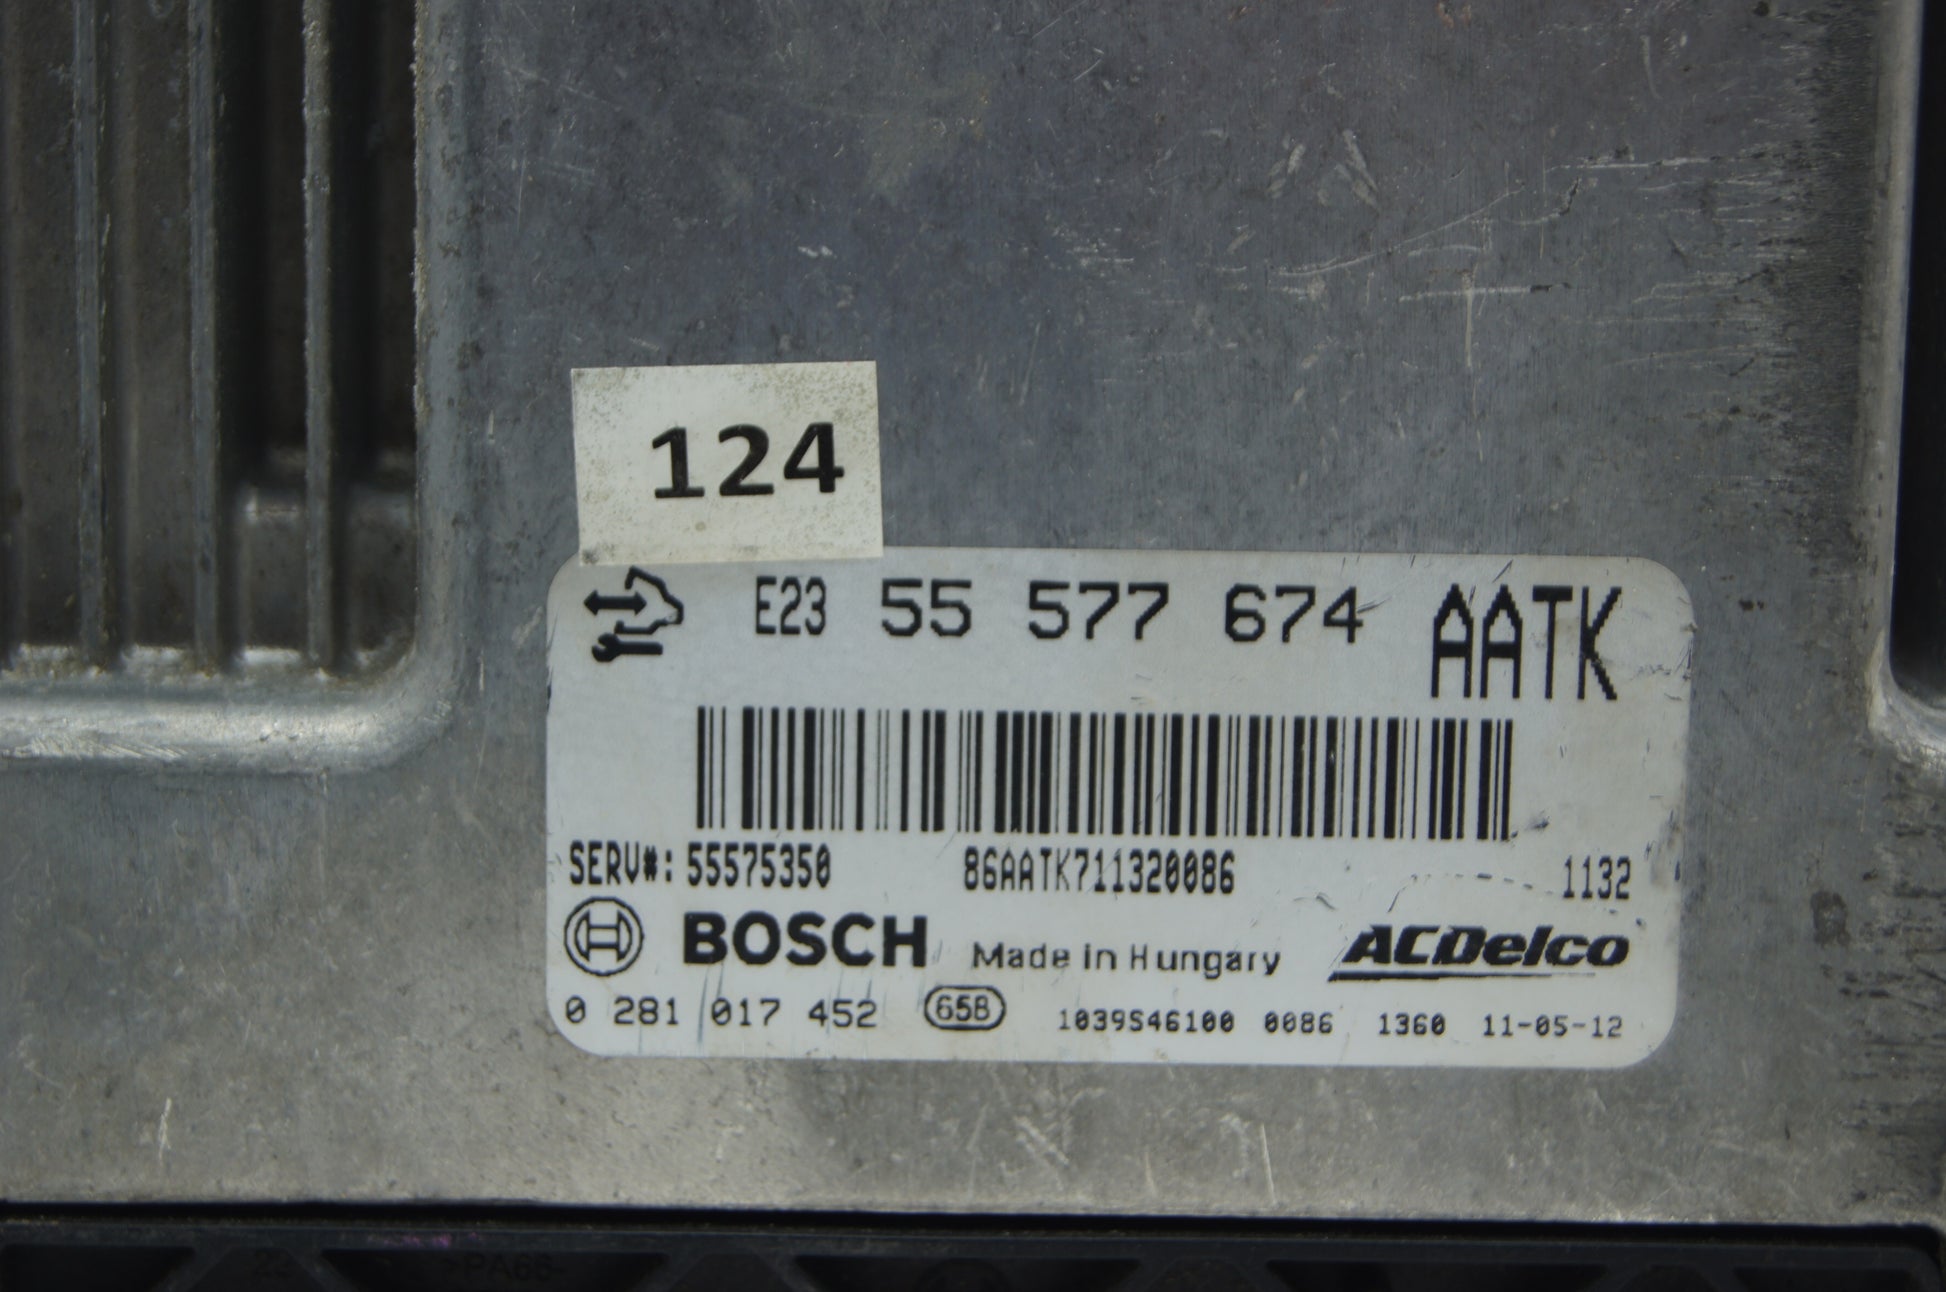 124
E23 55 577 674 AATK
SERV#: 55575350 86AATK711320086 1132
BOSCH Made in Hungary ACDelco
0 281 017 452 65B 1039S46100 0086 1360 11-05-12
>PA66-